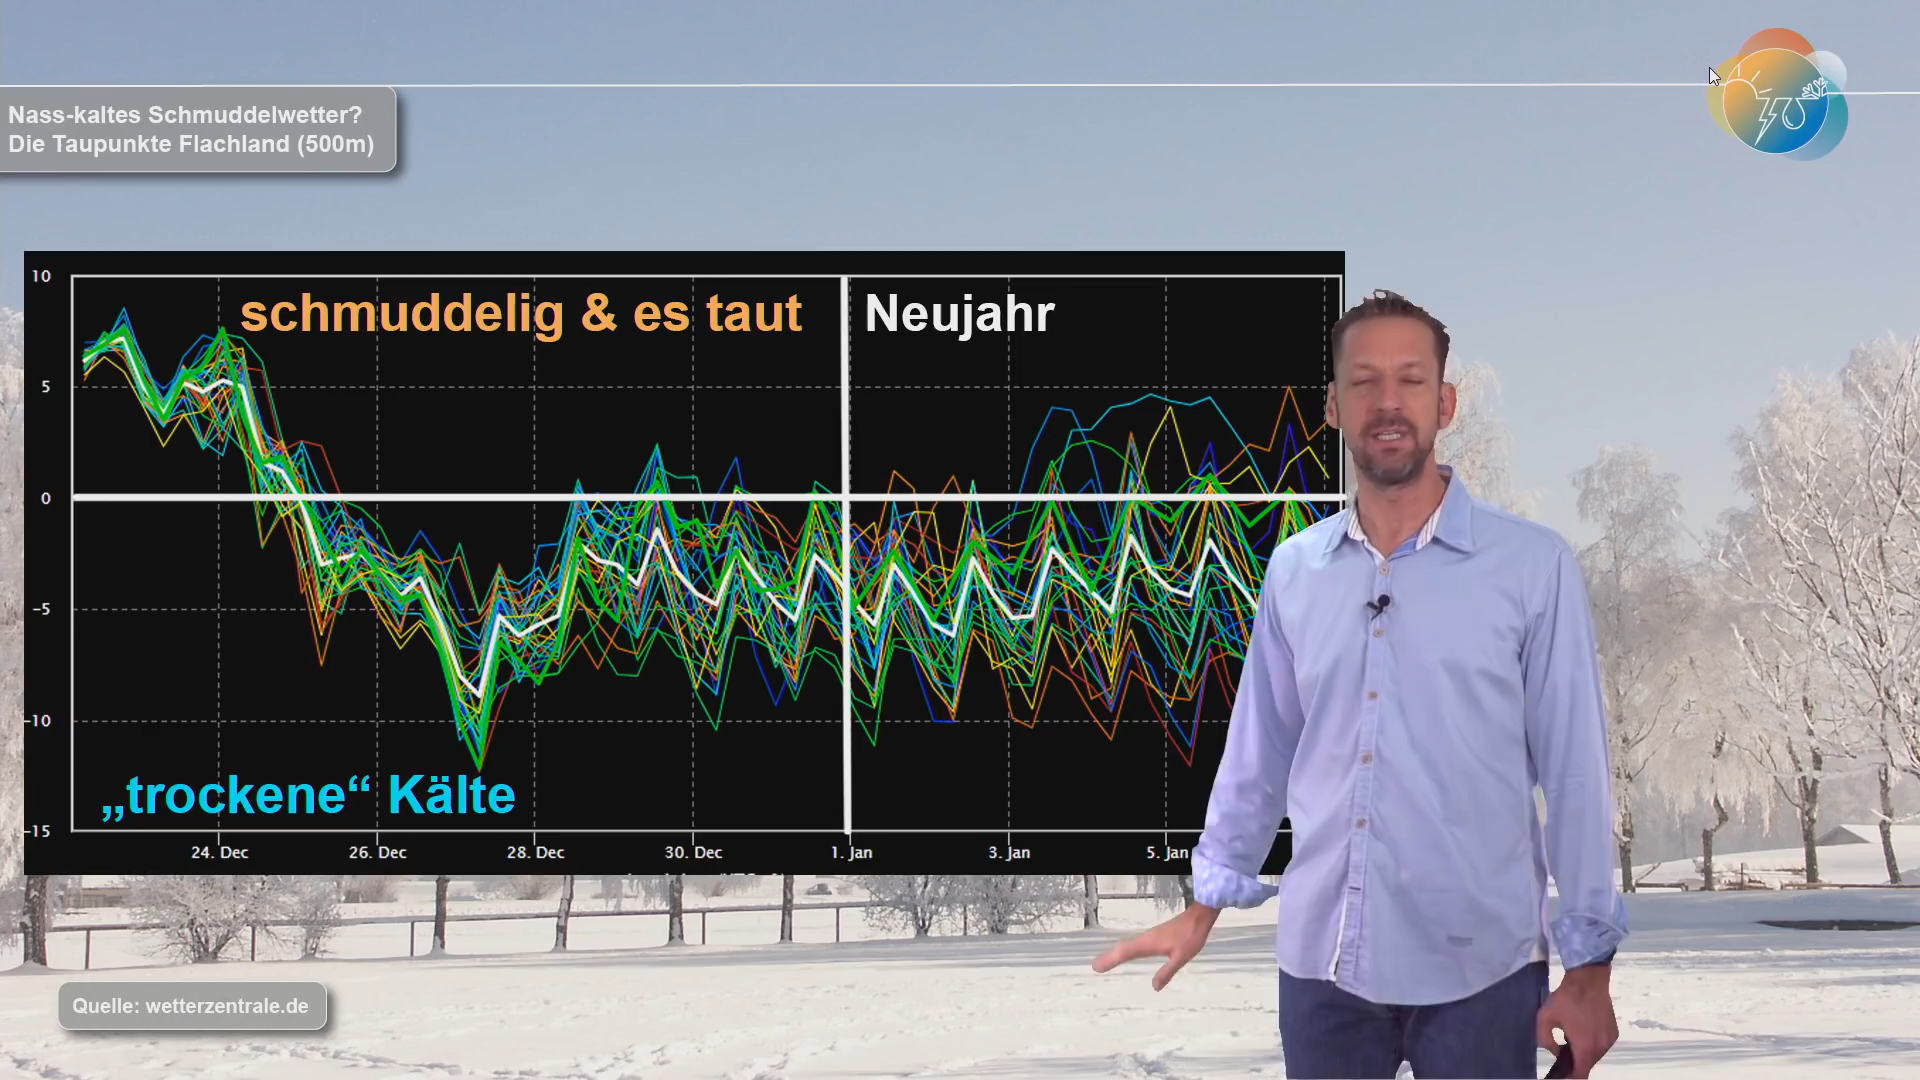 Nass-kaltes Schmuddelwetter?
Die Taupunkte Flachland (500m)
10
schmuddelig & es taut
Neujahr
5
0
-5
-10
„trockene“ Kälte
-15
24. Dec
26. Dec
28. Dec
30. Dec
1. Jan
3. Jan
5. Jan
Quelle: wetterzentrale.de